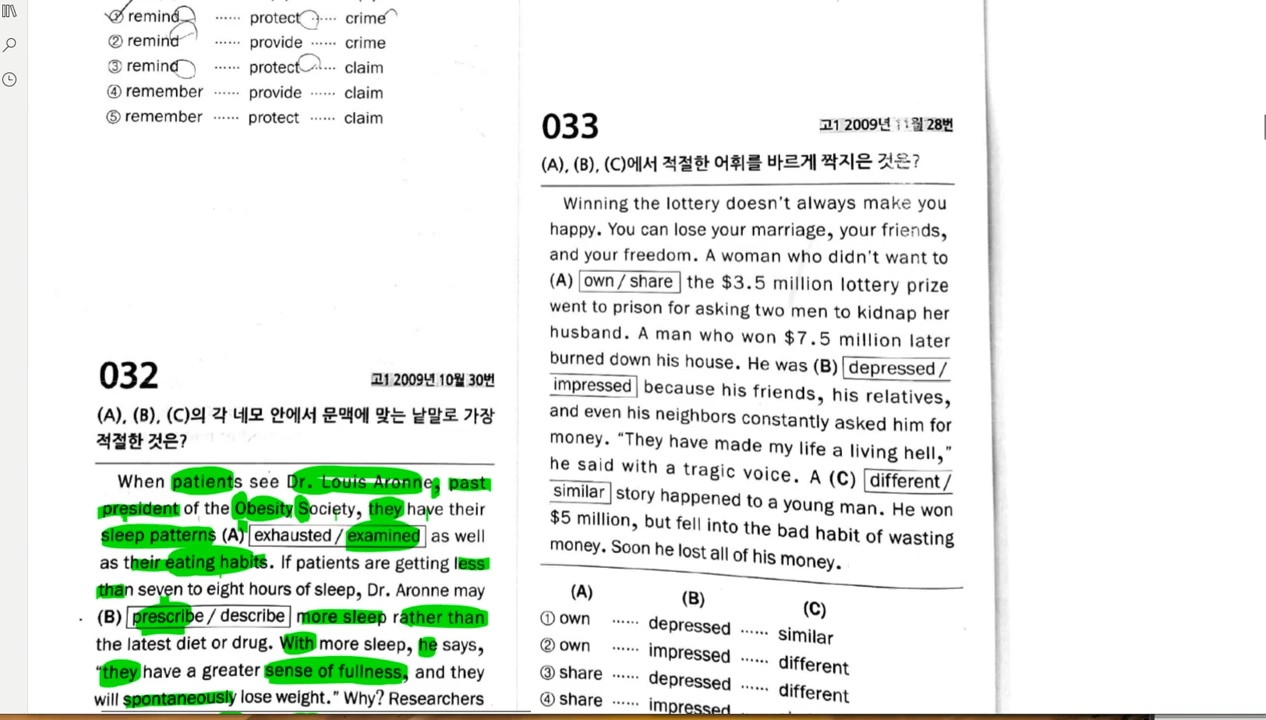 ① remind ...... protect ...... crime
② remind ...... provide ...... crime
③ remind ...... protect ...... claim
④ remember ...... provide ...... claim
⑤ remember ...... protect ...... claim
032
고1 2009년 10월 30번
(A), (B), (C)의 각 네모 안에서 문맥에 맞는 낱말로 가장
적절한 것은?
When patients see Dr. Louis Aronne, past
president of the Obesity Society, they have their
sleep patterns (A) exhausted / examined as well
as their eating habits. If patients are getting less
than seven to eight hours of sleep, Dr. Aronne may
(B) prescribe / describe more sleep rather than
the latest diet or drug. With more sleep, he says,
“they have a greater sense of fullness, and they
will spontaneously lose weight.” Why? Researchers
033
고1 2009년 11월 28번
(A), (B), (C)에서 적절한 어휘를 바르게 짝지은 것은?
Winning the lottery doesn't always make you
happy. You can lose your marriage, your friends,
and your freedom. A woman who didn't want to
(A) own / share the $3.5 million lottery prize
went to prison for asking two men to kidnap her
husband. A man who won $7.5 million later
burned down his house. He was (B) depressed /
impressed because his friends, his relatives,
and even his neighbors constantly asked him for
money. “They have made my life a living hell,”
he said with a tragic voice. A (C) different /
similar story happened to a young man. He won
$5 million, but fell into the bad habit of wasting
money. Soon he lost all of his money.
(A) (B) (C)
① own ...... depressed ...... similar
② own ...... impressed ...... different
③ share ...... depressed ...... different
④ share ...... impressed ......